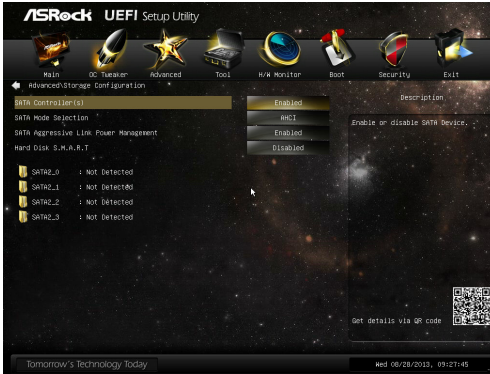 ASRock UEFI Setup Utility
Main OC Tweaker Advanced Tool H/W Monitor Boot Security Exit
Advanced\Storage Configuration
Description
SATA Controller(s) Enabled
SATA Mode Selection AHCI
SATA Aggressive Link Power Management Enabled
Hard Disk S.M.A.R.T Disabled
Enable or disable SATA Device.
SATA2_0 : Not Detected
SATA2_1 : Not Detected
SATA2_2 : Not Detected
SATA2_3 : Not Detected
Get details via QR code
Tomorrow's Technology Today
Wed 08/28/2013, 09:27:45